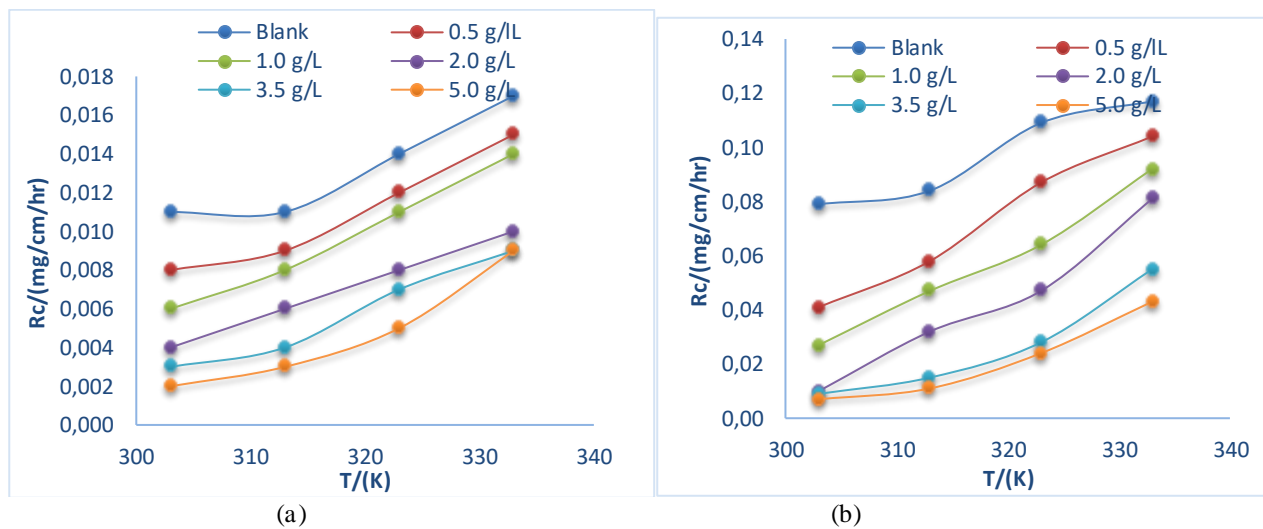 Blank 0.5 g/lL
1.0 g/L 2.0 g/L
3.5 g/L 5.0 g/L
0,018
0,016
0,014
0,012
0,010
0,008
0,006
0,004
0,002
0,000
Rc/(mg/cm/hr)
300 310 320 330 340
T/(K)
(a)
Blank 0.5 g/lL
1.0 g/L 2.0 g/L
3.5 g/L 5.0 g/L
0,14
0,12
0,10
0,08
0,06
0,04
0,02
0,00
Rc/(mg/cm/hr)
300 310 320 330 340
T/(K)
(b)